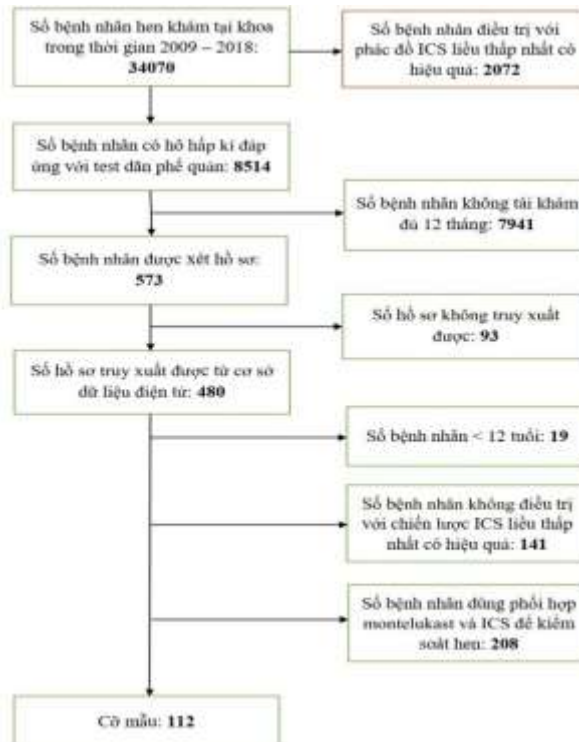 Số bệnh nhân hen khám tại khoa
trong thời gian 2009 – 2018:
34070
Số bệnh nhân điều trị với
phác đồ ICS liều thấp nhất có
hiệu quả: 2072
Số bệnh nhân có hô hấp kí đáp
ứng với test dãn phế quản: 8514
Số bệnh nhân không tái khám
đủ 12 tháng: 7941
Số bệnh nhân được xét hồ sơ:
573
Số hồ sơ không truy xuất
được: 93
Số hồ sơ truy xuất được từ cơ sở
dữ liệu điện tử: 480
Số bệnh nhân < 12 tuổi: 19
Số bệnh nhân không điều trị
với chiến lược ICS liều thấp
nhất có hiệu quả: 141
Số bệnh nhân dùng phối hợp
montelukast và ICS để kiểm
soát hen: 208
Cỡ mẫu: 112